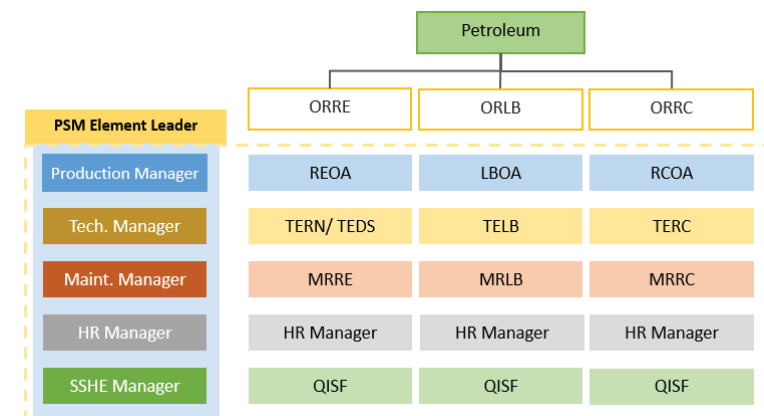 Petroleum
ORRE ORLB ORRC
PSM Element Leader
Production Manager REOA LBOA RCOA
Tech. Manager TERN/ TEDS TELB TERC
Maint. Manager MRRE MRLB MRRC
HR Manager HR Manager HR Manager HR Manager
SSHE Manager QISF QISF QISF